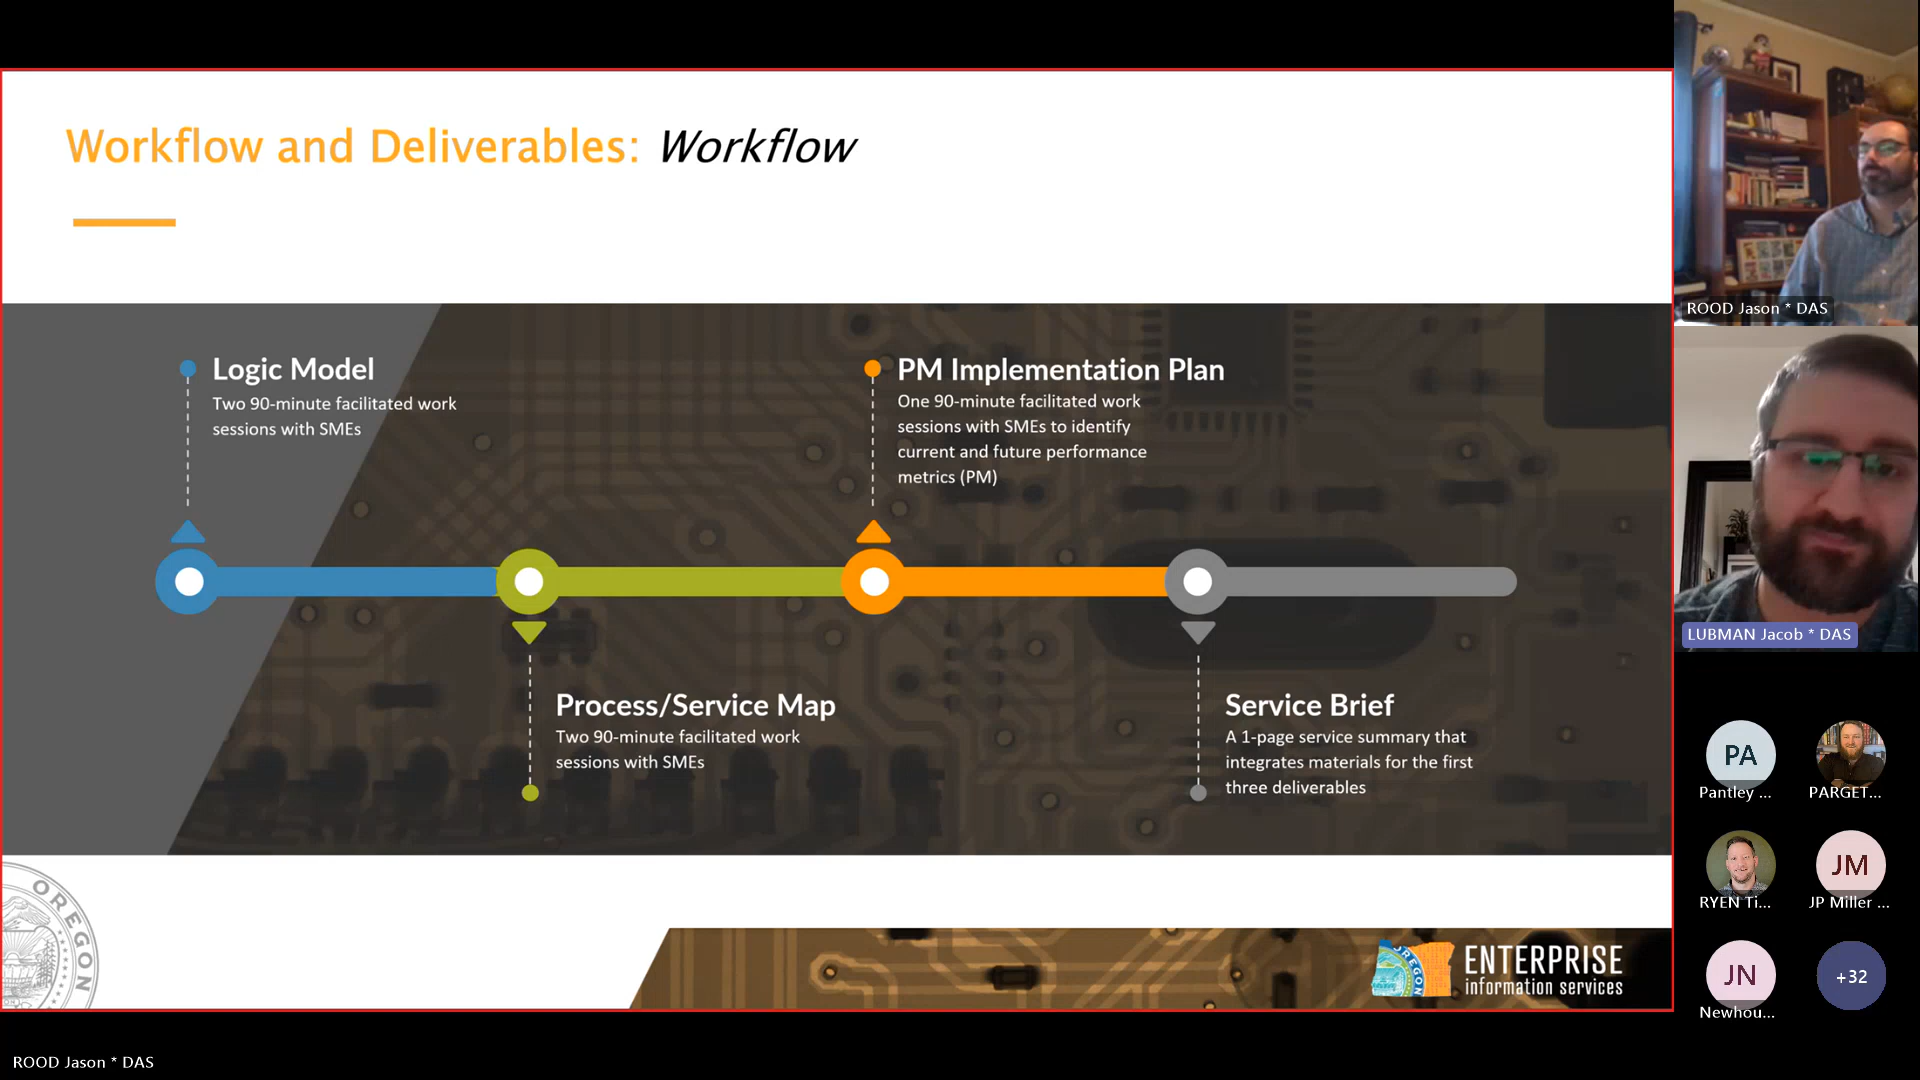 Workflow and Deliverables: Workflow
Logic Model
Two 90-minute facilitated work
sessions with SMEs
PM Implementation Plan
One 90-minute facilitated work
sessions with SMEs to identify
current and future performance
metrics (PM)
Process/Service Map
Two 90-minute facilitated work
sessions with SMEs
Service Brief
A 1-page service summary that
integrates materials for the first
three deliverables
OREGON
OREGON
ENTERPRISE
information services
ROOD Jason * DAS
LUBMAN Jacob * DAS
PA
Pantley ...
PARGET...
RYEN Ti...
JM
JP Miller ...
JN
Newhou...
+32
ROOD Jason * DAS